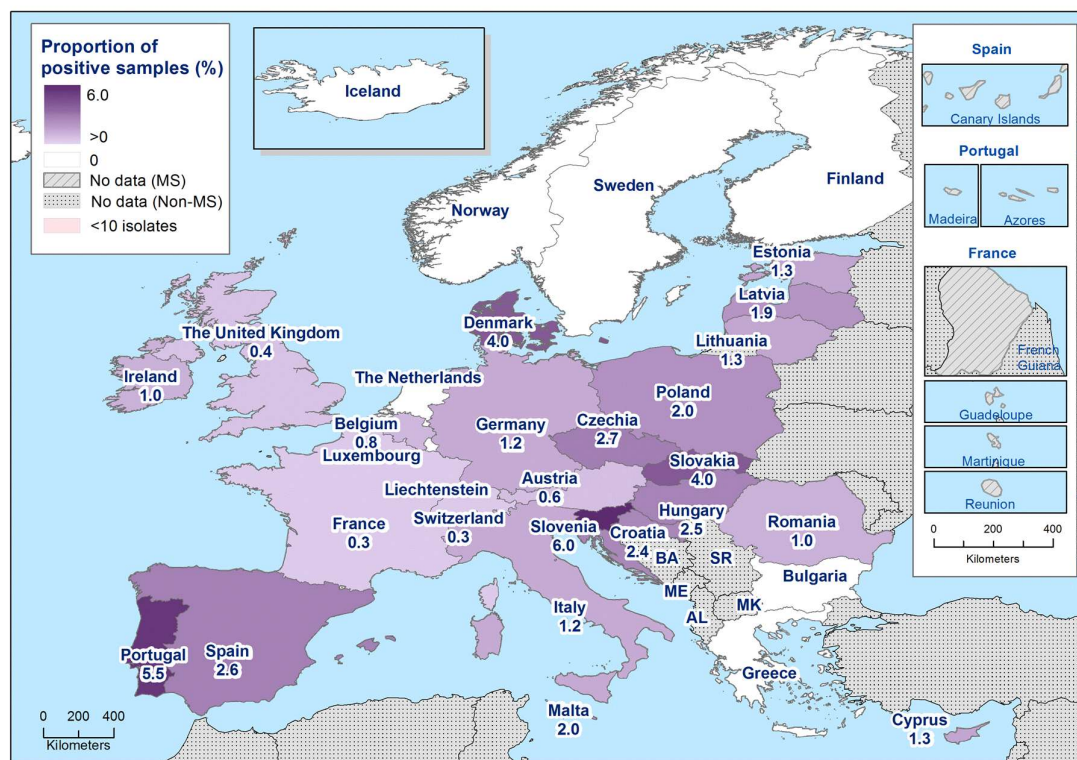 Proportion of
positive samples (%)
6.0
>0
0
No data (MS)
No data (Non-MS)
<10 isolates
Iceland
Norway
Sweden
Finland
Estonia
1.3
Latvia
1.9
Lithuania
1.3
Denmark
4.0
The United Kingdom
0.4
Ireland
1.0
The Netherlands
Belgium
0.8
Luxembourg
Germany
1.2
Poland
2.0
Czechia
2.7
Slovakia
4.0
Austria
0.6
Liechtenstein
Switzerland
0.3
France
0.3
Hungary
2.5
Slovenia
6.0
Croatia
2.4
Romania
1.0
BA
SR
Bulgaria
ME
MK
AL
Italy
1.2
Greece
Portugal
5.5
Spain
2.6
Malta
2.0
Cyprus
1.3
0 200 400
Kilometers
Spain
Canary Islands
Portugal
Madeira
Azores
France
French
Guiana
Guadeloupe
Martinique
Reunion
0 200 400
Kilometers